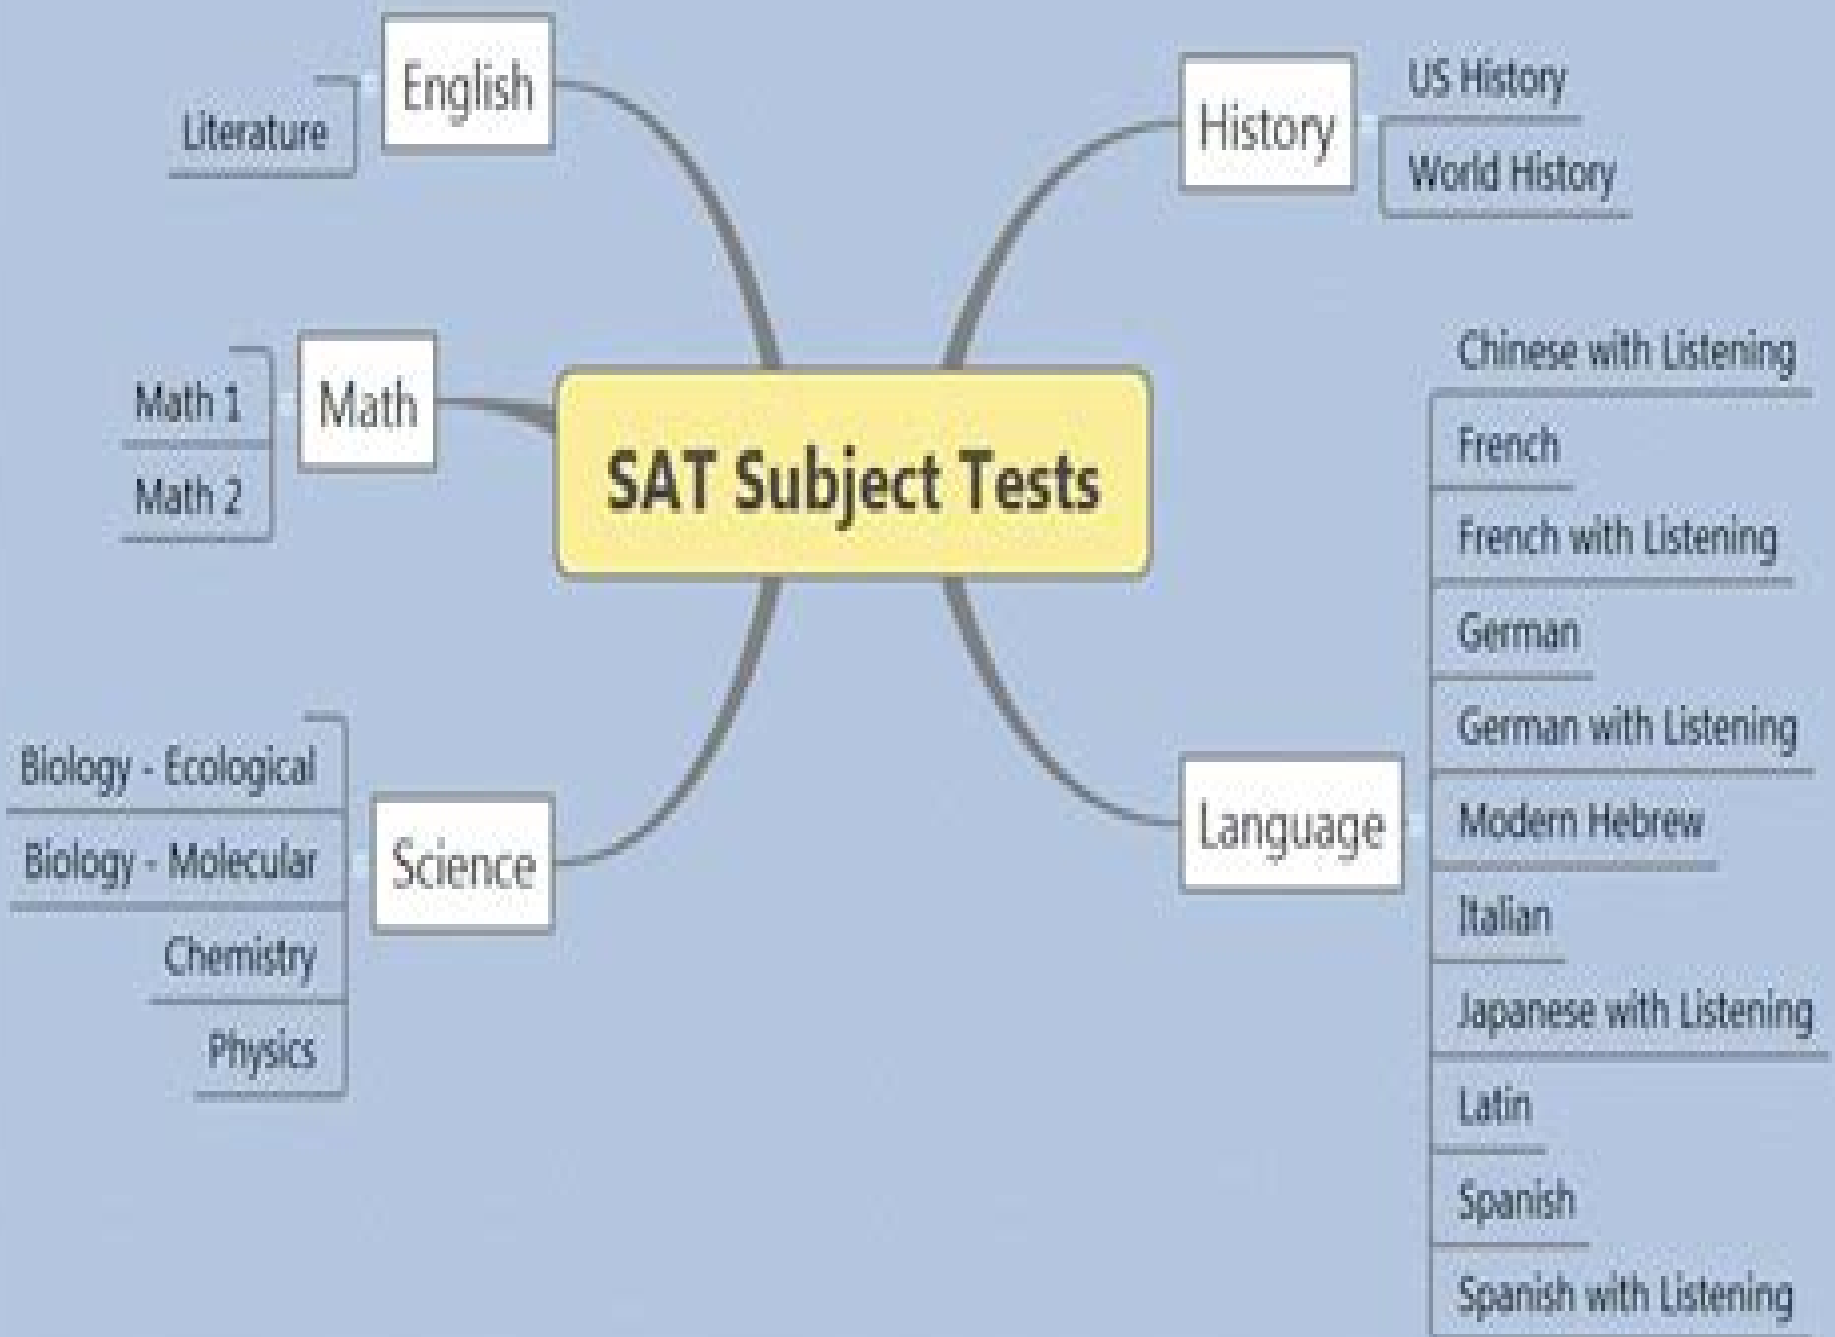 English
Literature
Math
Math 1
Math 2
Science
Biology - Ecological
Biology - Molecular
Chemistry
Physics
SAT Subject Tests
History
US History
World History
Language
Chinese with Listening
French
French with Listening
German
German with Listening
Modern Hebrew
Italian
Japanese with Listening
Latin
Spanish
Spanish with Listening